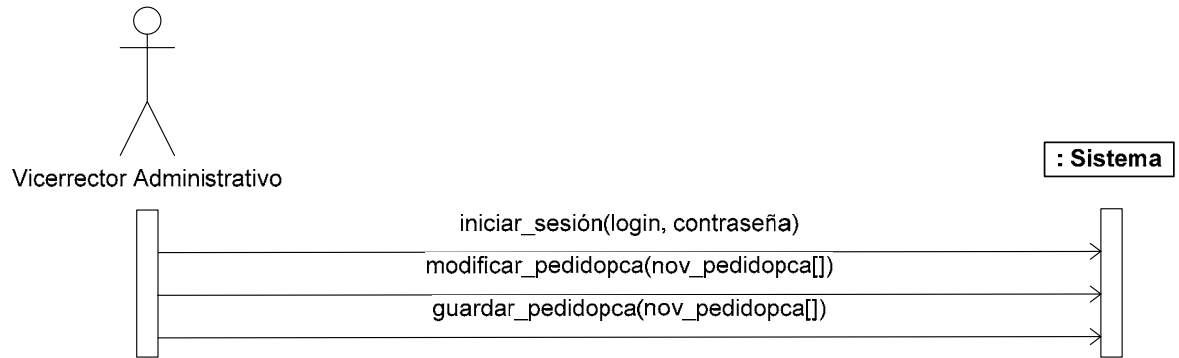 Vicerrector Administrativo
: Sistema
iniciar_sesión(login, contraseña)
modificar_pedidopca(nov_pedidopca[])
guardar_pedidopca(nov_pedidopca[])